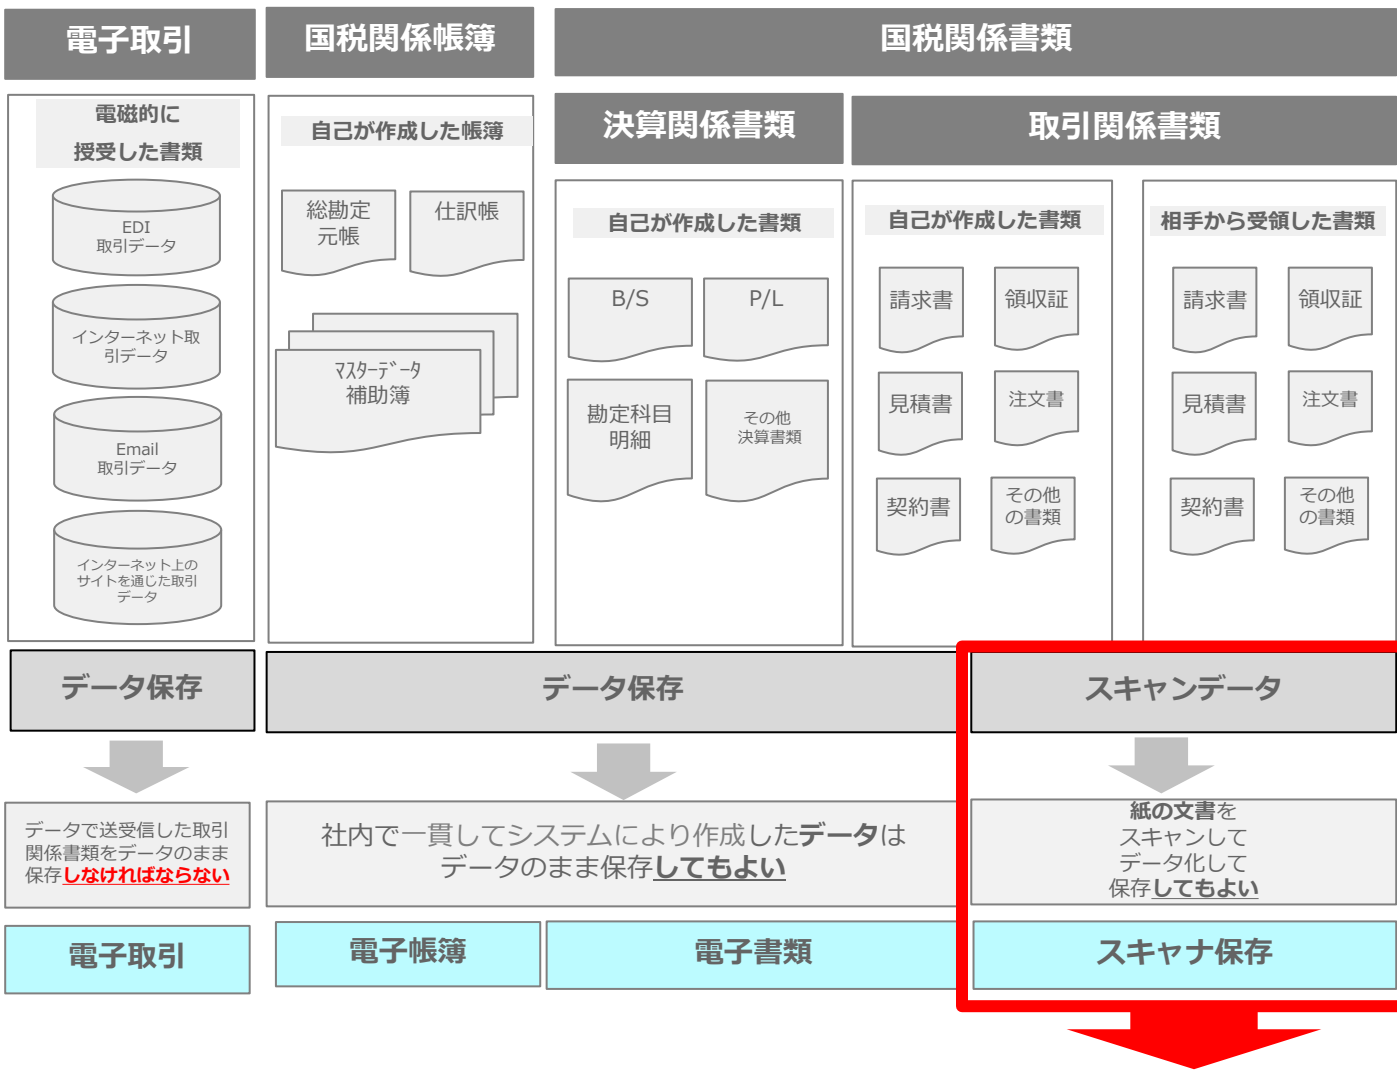 電子取引
国税関係帳簿
国税関係書類
電磁的に
授受した書類
自己が作成した帳簿
決算関係書類
取引関係書類
EDI
取引データ
インターネット取
引データ
Email
取引データ
インターネット上の
サイトを通じた取引
データ
総勘定
元帳
仕訳帳
ﾏｽﾀｰﾃﾞｰﾀ
補助簿
自己が作成した書類
B/S
P/L
勘定科目
明細
その他
決算書類
自己が作成した書類
請求書
領収証
見積書
注文書
契約書
その他
の書類
相手から受領した書類
請求書
領収証
見積書
注文書
契約書
その他
の書類
データ保存
データ保存
スキャンデータ
データで送受信した取引
関係書類をデータのまま
保存しなければならない
社内で一貫してシステムにより作成したデータは
データのまま保存してもよい
紙の文書を
スキャンして
データ化して
保存してもよい
電子取引
電子帳簿
電子書類
スキャナ保存